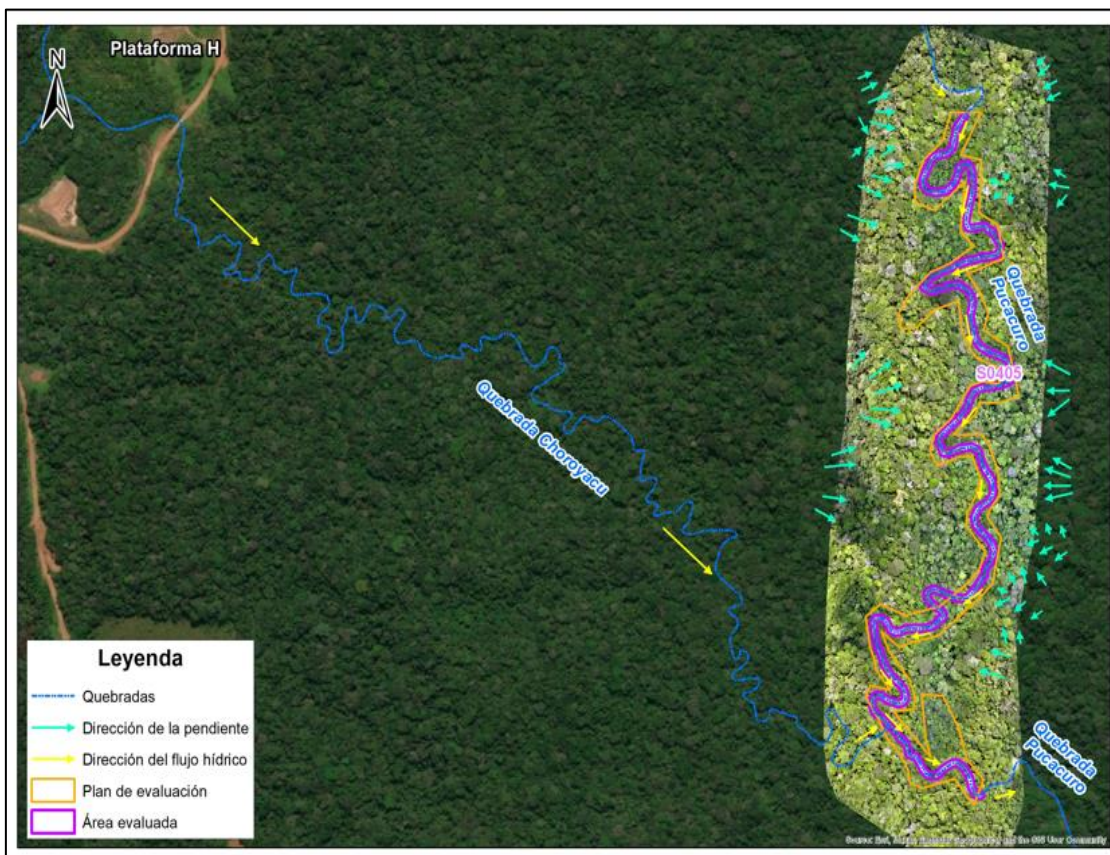 Plataforma H
N
Quebrada
Pucacuro
S0405
Quebrada Choroyacu
Quebrada
Pucacuro
Leyenda
Quebradas
Dirección de la pendiente
Dirección del flujo hídrico
Plan de evaluación
Área evaluada